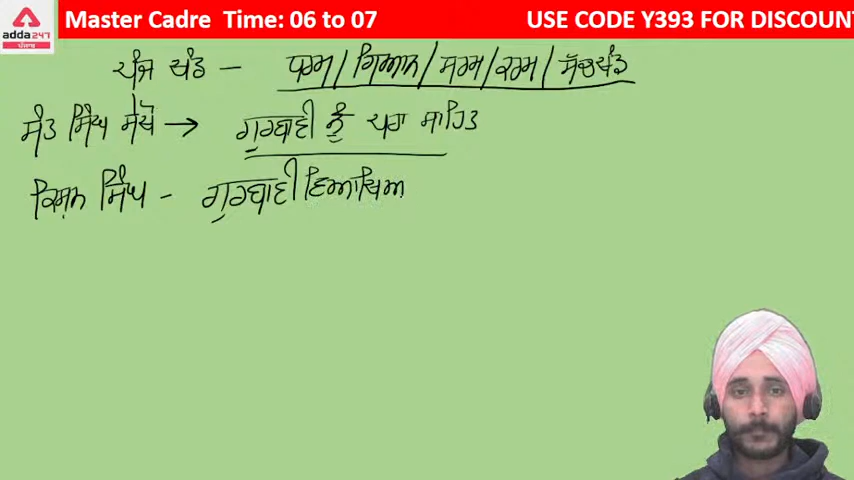 adda247
ਪੰਜਾਬ
Master Cadre Time: 06 to 07
USE CODE Y393 FOR DISCOUNT
ਪੰਜ ਖੰਡ – ਧਰਮ/ਗਿਆਨ/ਸਰਮ/ਕਰਮ/ਸੱਚਖੰਡ
ਸੰਤ ਸਿੰਘ ਸੇਖੋਂ → ਗੁਰਬਾਣੀ ਨੂੰ ਪਰਾ ਸਾਹਿਤ
ਕਿਸ਼ਨ ਸਿੰਘ – ਗੁਰਬਾਣੀ